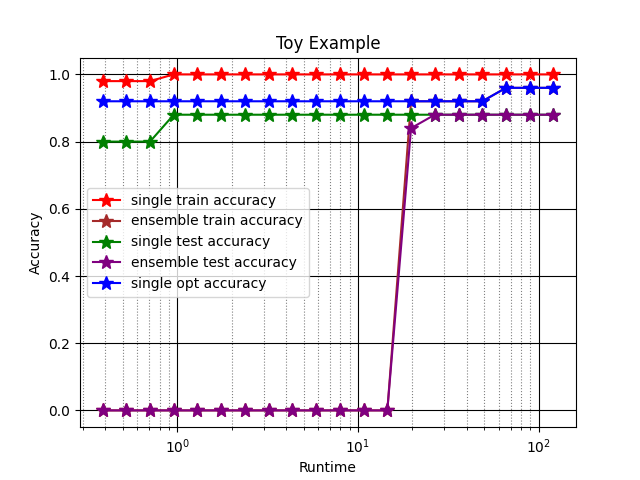 Toy Example
1.0
0.8
0.6
0.4
0.2
0.0
Accuracy
single train accuracy
ensemble train accuracy
single test accuracy
ensemble test accuracy
single opt accuracy
10⁰
10¹
10²
Runtime